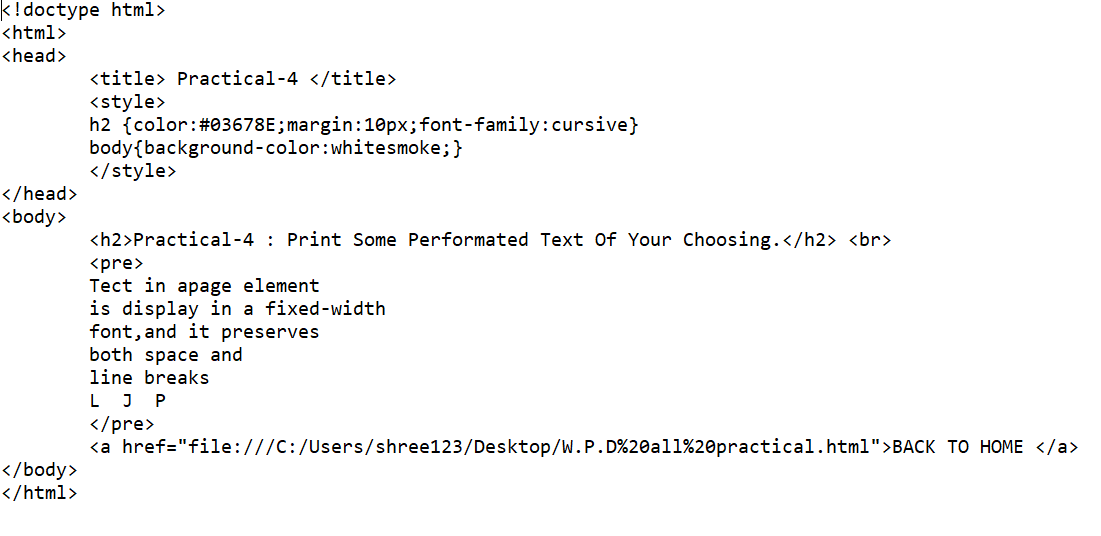 <!doctype html>
<html>
<head>
        <title> Practical-4 </title>
        <style>
        h2 {color:#03678E;margin:10px;font-family:cursive}
        body{background-color:whitesmoke;}
        </style>
</head>
<body>
        <h2>Practical-4 : Print Some Performated Text Of Your Choosing.</h2> <br>
        <pre>
        Tect in apage element
        is display in a fixed-width
        font,and it preserves
        both space and
        line breaks
        L  J  P
        </pre>
        <a href="file:///C:/Users/shree123/Desktop/W.P.D%20all%20practical.html">BACK TO HOME </a>
</body>
</html>